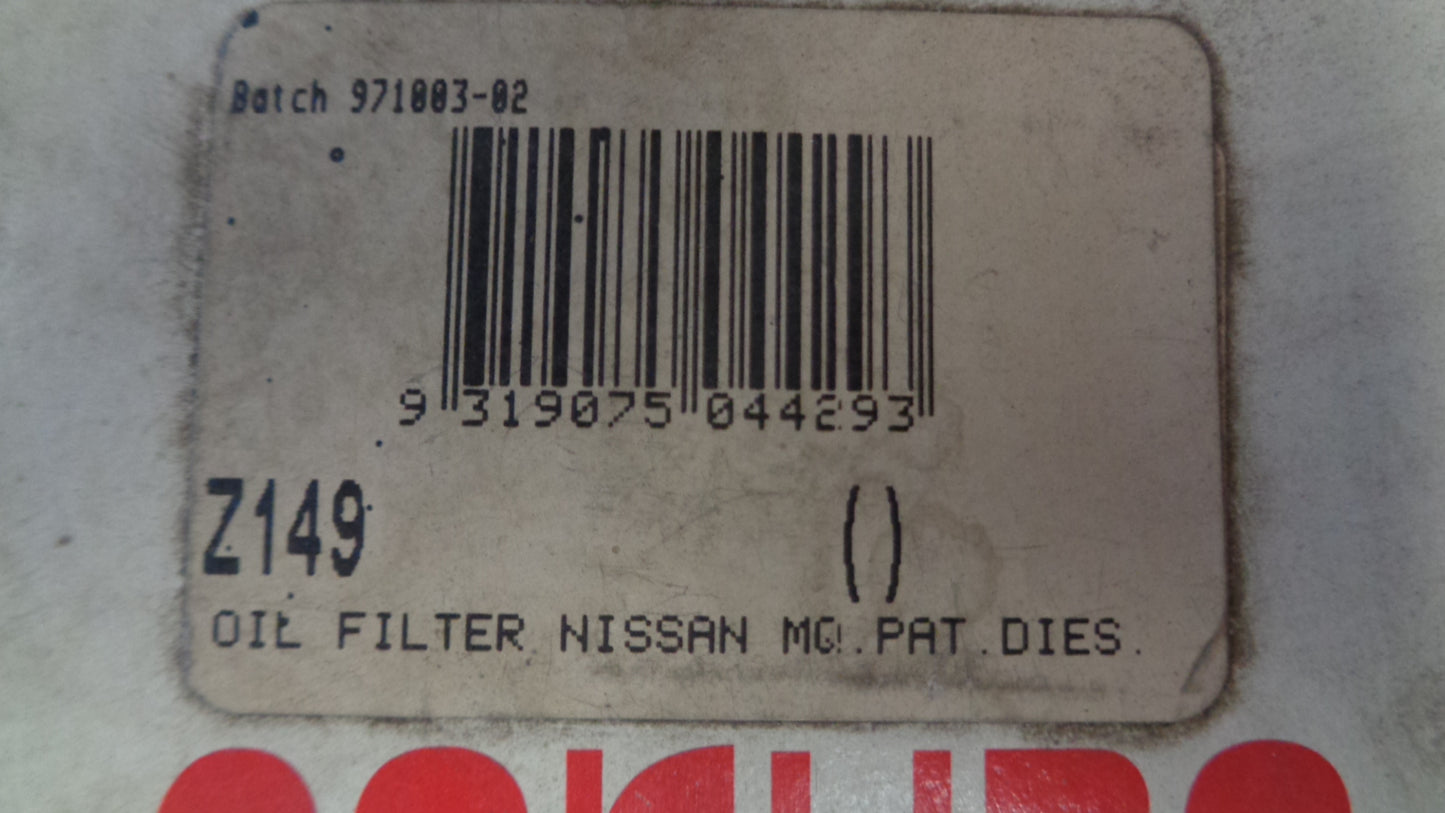 Batch 971003-02
9 319075 044293
Z149
()
OIL FILTER NISSAN MQ.PAT.DIES.